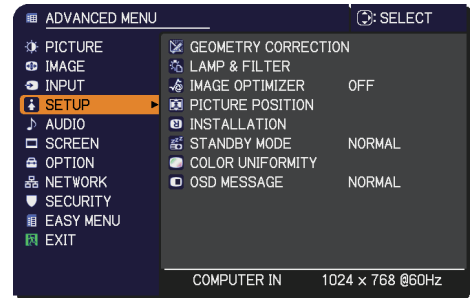 ADVANCED MENU : SELECT
PICTURE
IMAGE
INPUT
SETUP
AUDIO
SCREEN
OPTION
NETWORK
SECURITY
EASY MENU
EXIT
GEOMETRY CORRECTION
LAMP & FILTER
IMAGE OPTIMIZER OFF
PICTURE POSITION
INSTALLATION
STANDBY MODE NORMAL
COLOR UNIFORMITY
OSD MESSAGE NORMAL
COMPUTER IN 1024 × 768 @60Hz